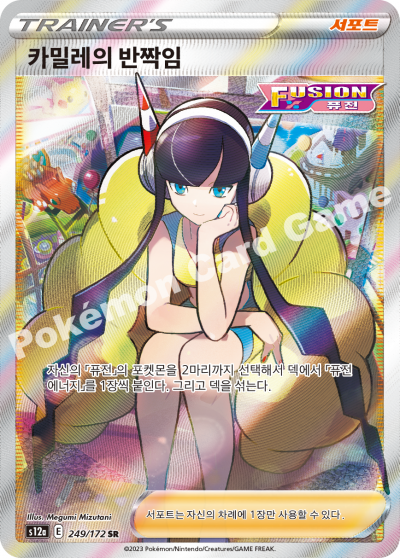 TRAINER'S
서포트
카밀레의 반짝임
FUSION
퓨전
Pokémon Card Game
자신의 「퓨전」의 포켓몬을 2마리까지 선택해서 덱에서 「퓨전
에너지」를 1장씩 붙인다. 그리고 덱을 섞는다.
Illus. Megumi Mizutani
서포트는 자신의 차례에 1장만 사용할 수 있다.
s12a E 249/172 SR
©2023 Pokémon/Nintendo/Creatures/GAME FREAK.